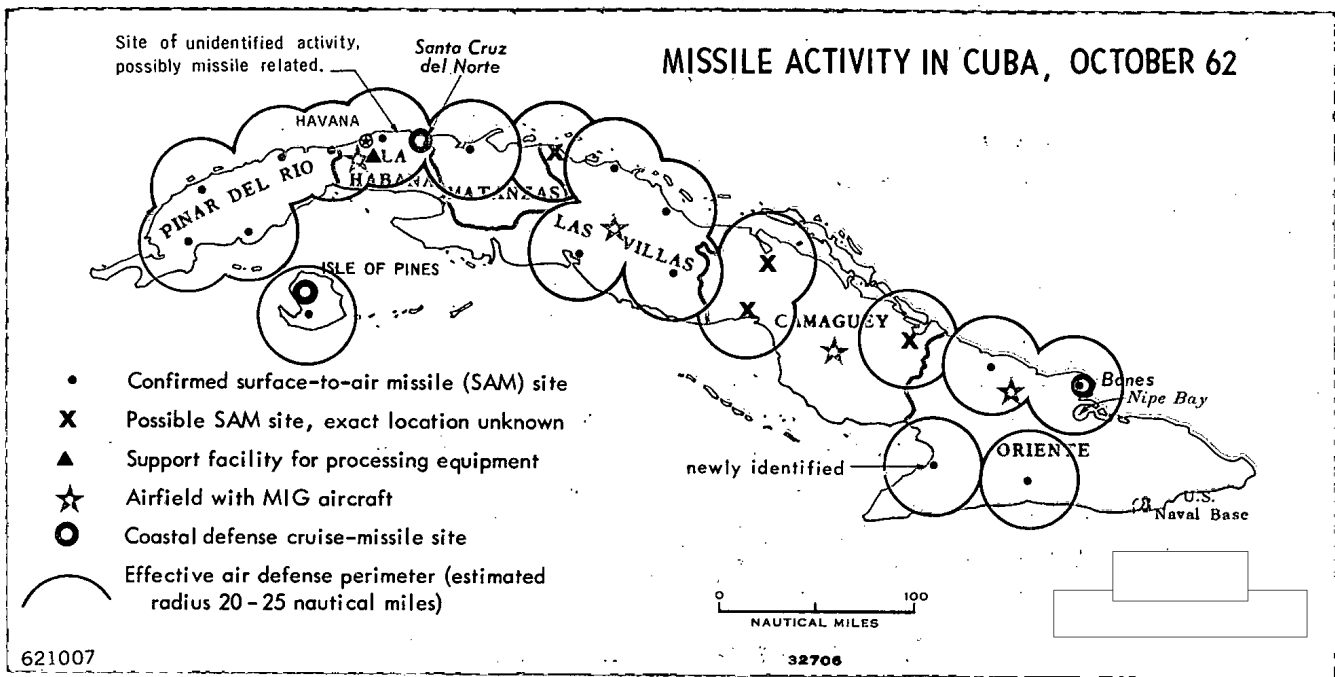 MISSILE ACTIVITY IN CUBA, OCTOBER 62
Site of unidentified activity,
possibly missile related.
Santa Cruz
del Norte
HAVANA
LA
HABANA
PINAR DEL RIO
MATANZAS
ISLE OF PINES
LAS VILLAS
CAMAGUEY
Banes
Nipe Bay
ORIENTE
newly identified
U.S.
Naval Base
Confirmed surface-to-air missile (SAM) site
X Possible SAM site, exact location unknown
Support facility for processing equipment
Airfield with MIG aircraft
Coastal defense cruise-missile site
Effective air defense perimeter (estimated
radius 20-25 nautical miles)
0 100
NAUTICAL MILES
621007
32706